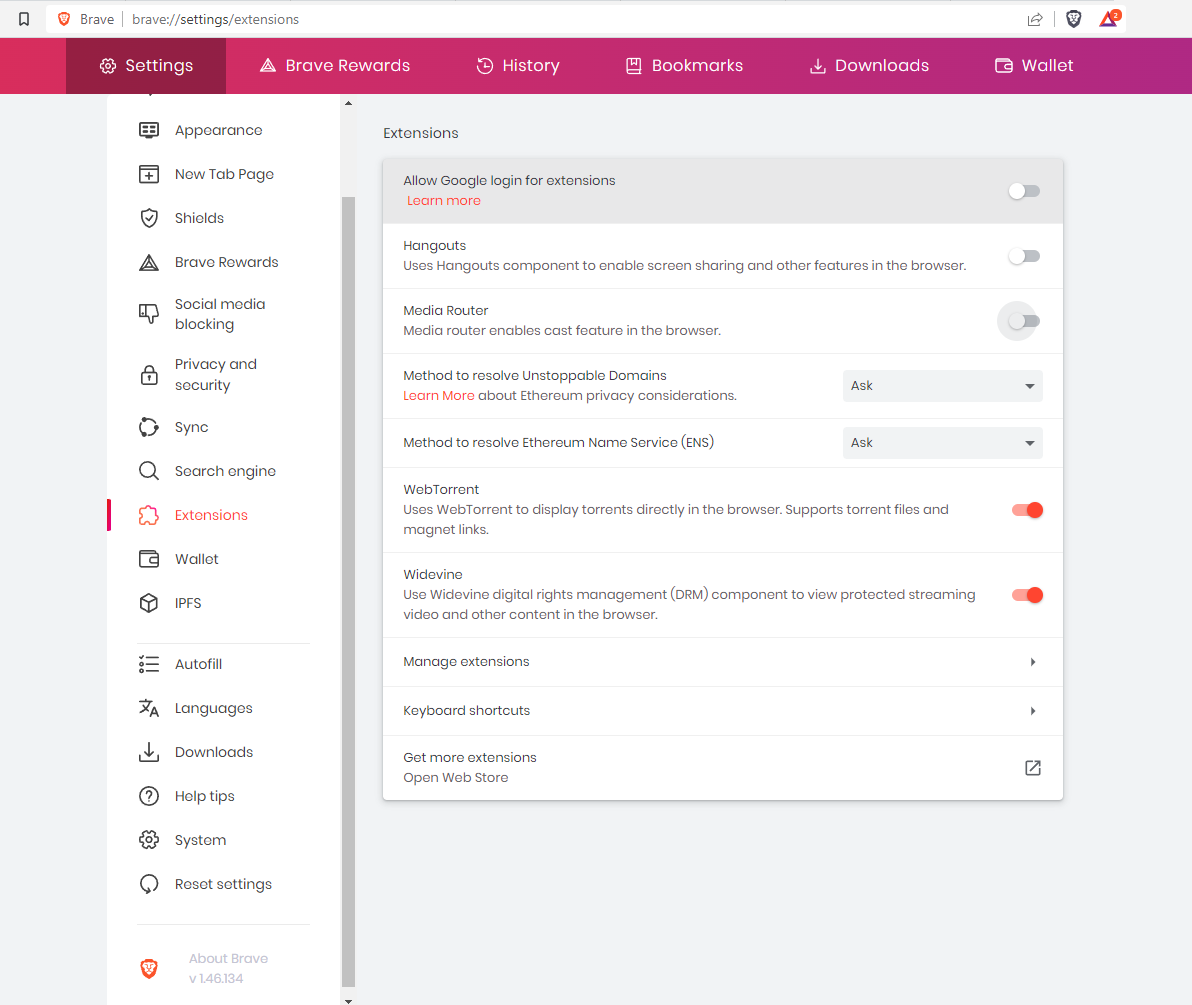 Brave
brave://settings/extensions
2
Settings
Brave Rewards
History
Bookmarks
Downloads
Wallet
Appearance
New Tab Page
Shields
Brave Rewards
Social media
blocking
Privacy and
security
Sync
Search engine
Extensions
Wallet
IPFS
Autofill
Languages
Downloads
Help tips
System
Reset settings
About Brave
v 1.46.134
Extensions
Allow Google login for extensions
Learn more
Hangouts
Uses Hangouts component to enable screen sharing and other features in the browser.
Media Router
Media router enables cast feature in the browser.
Method to resolve Unstoppable Domains
Learn More about Ethereum privacy considerations.
Ask
Method to resolve Ethereum Name Service (ENS)
Ask
WebTorrent
Uses WebTorrent to display torrents directly in the browser. Supports torrent files and
magnet links.
Widevine
Use Widevine digital rights management (DRM) component to view protected streaming
video and other content in the browser.
Manage extensions
Keyboard shortcuts
Get more extensions
Open Web Store